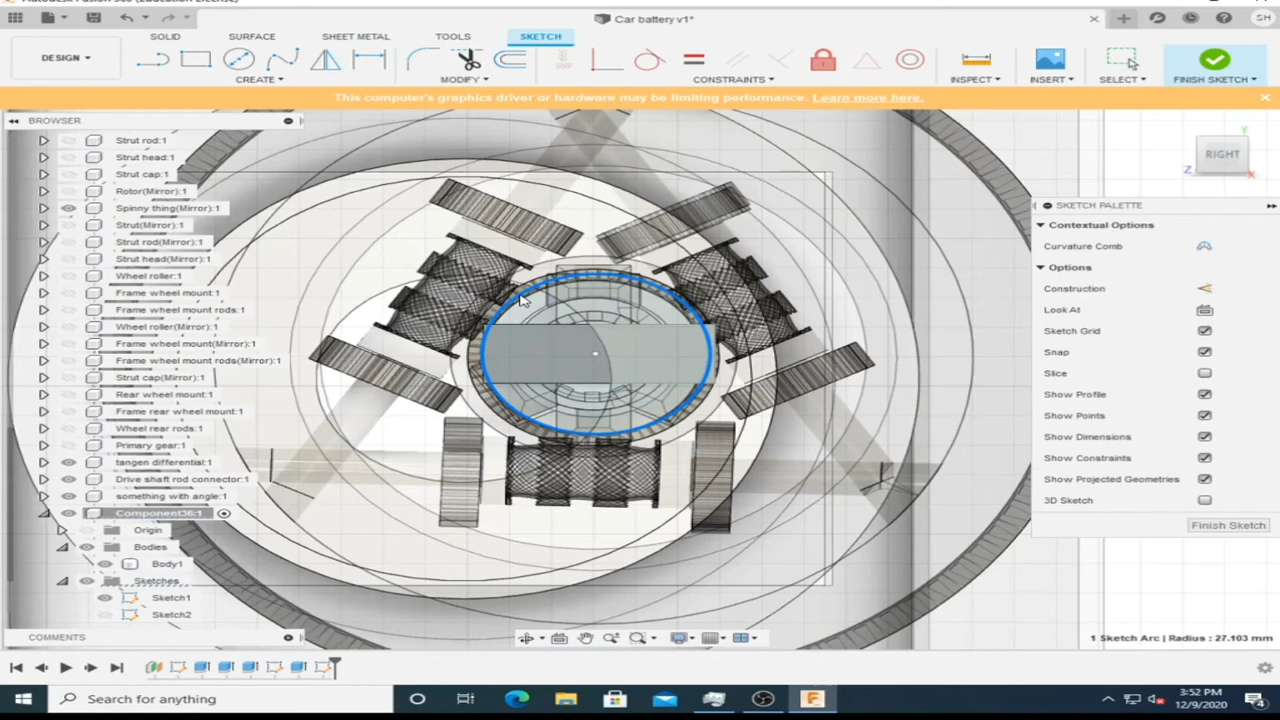 Autodesk Fusion 360 (Education License)
Car battery v1*
SH
DESIGN
SOLID
SURFACE
SHEET METAL
TOOLS
SKETCH
CREATE
MODIFY
CONSTRAINTS
INSPECT
INSERT
SELECT
FINISH SKETCH
This computer's graphics driver or hardware may be limiting performance. Learn more here.
BROWSER
Strut rod:1
Strut head:1
Strut cap:1
Rotor(Mirror):1
Spinny thing(Mirror):1
Strut(Mirror):1
Strut rod(Mirror):1
Strut head(Mirror):1
Wheel roller:1
Frame wheel mount:1
Frame wheel mount rods:1
Wheel roller(Mirror):1
Frame wheel mount(Mirror):1
Frame wheel mount rods(Mirror):1
Strut cap(Mirror):1
Rear wheel mount:1
Frame rear wheel mount:1
Wheel rear rods:1
Primary gear:1
tangen differential:1
Drive shaft rod connector:1
something with angle:1
Component36:1
Origin
Bodies
Body1
Sketches
Sketch1
Sketch2
Y
RIGHT
Z
X
SKETCH PALETTE
Contextual Options
Curvature Comb
Options
Construction
Look At
Sketch Grid
Snap
Slice
Show Profile
Show Points
Show Dimensions
Show Constraints
Show Projected Geometries
3D Sketch
Finish Sketch
COMMENTS
1 Sketch Arc | Radius : 27.103 mm
Search for anything
F
3:52 PM
12/9/2020
4